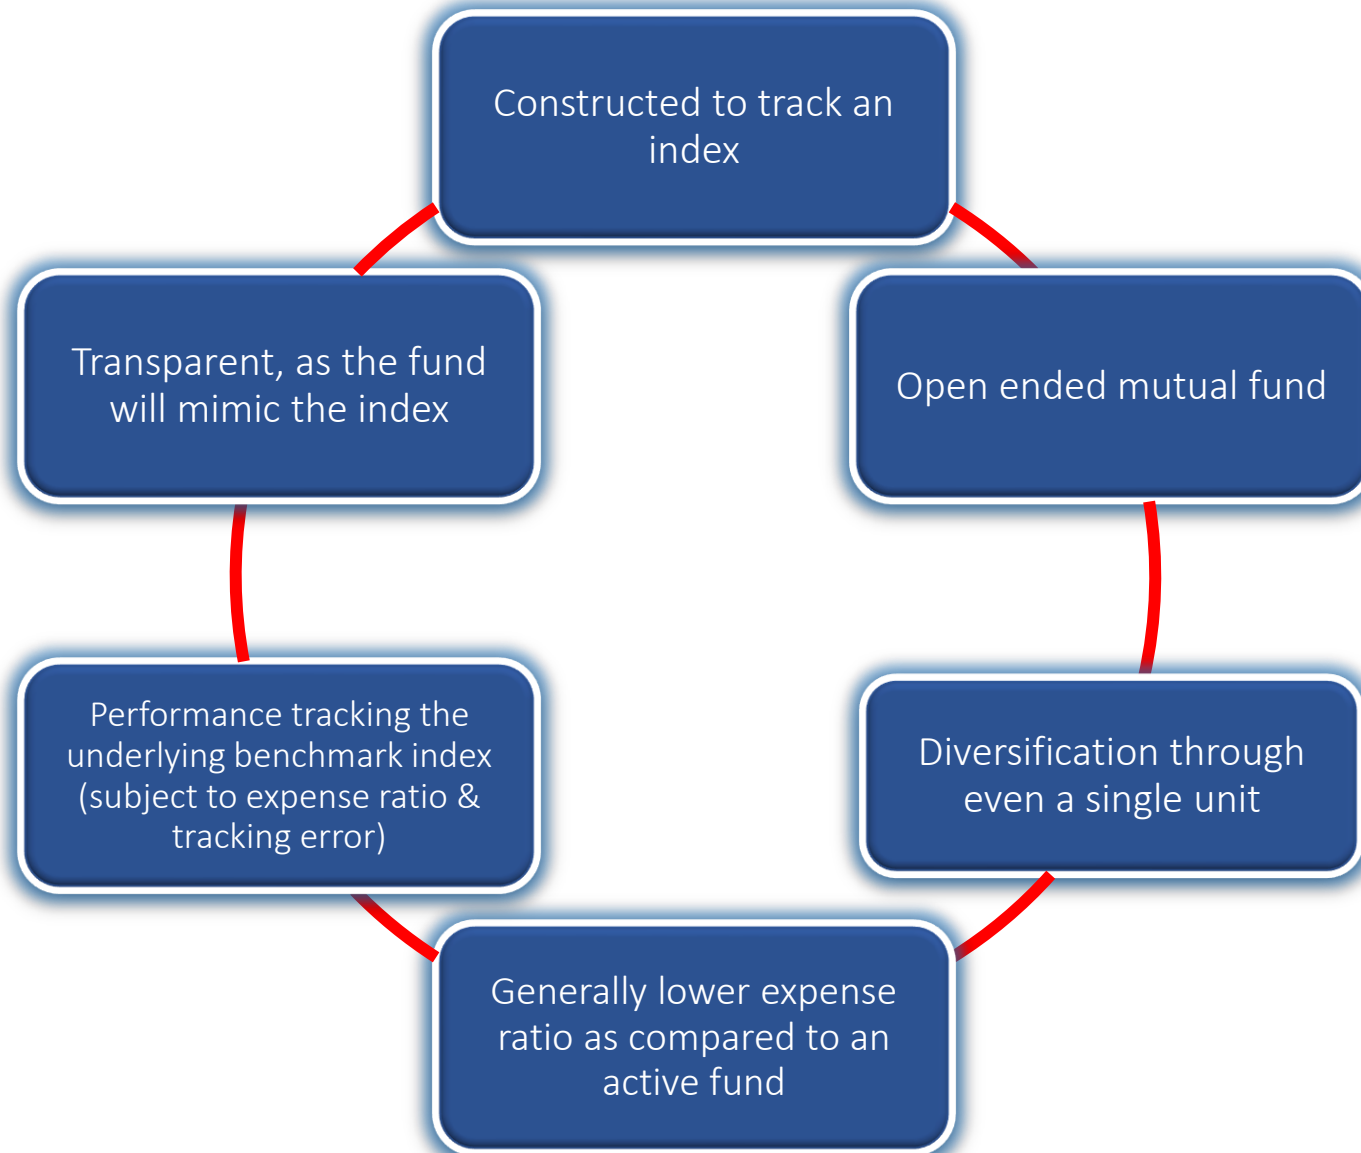 Constructed to track an
index
Transparent, as the fund
will mimic the index
Open ended mutual fund
Performance tracking the
underlying benchmark index
(subject to expense ratio &
tracking error)
Diversification through
even a single unit
Generally lower expense
ratio as compared to an
active fund